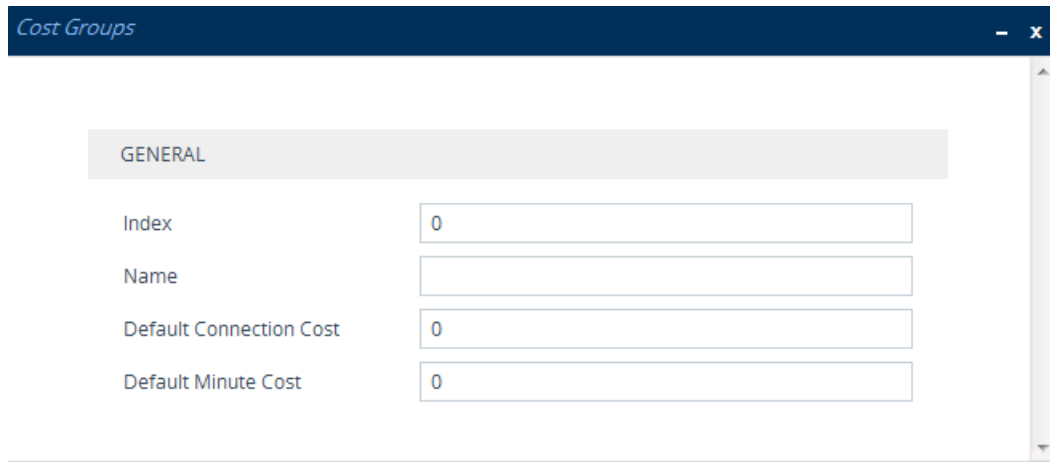 Cost Groups
– x
GENERAL
Index 0
Name
Default Connection Cost 0
Default Minute Cost 0